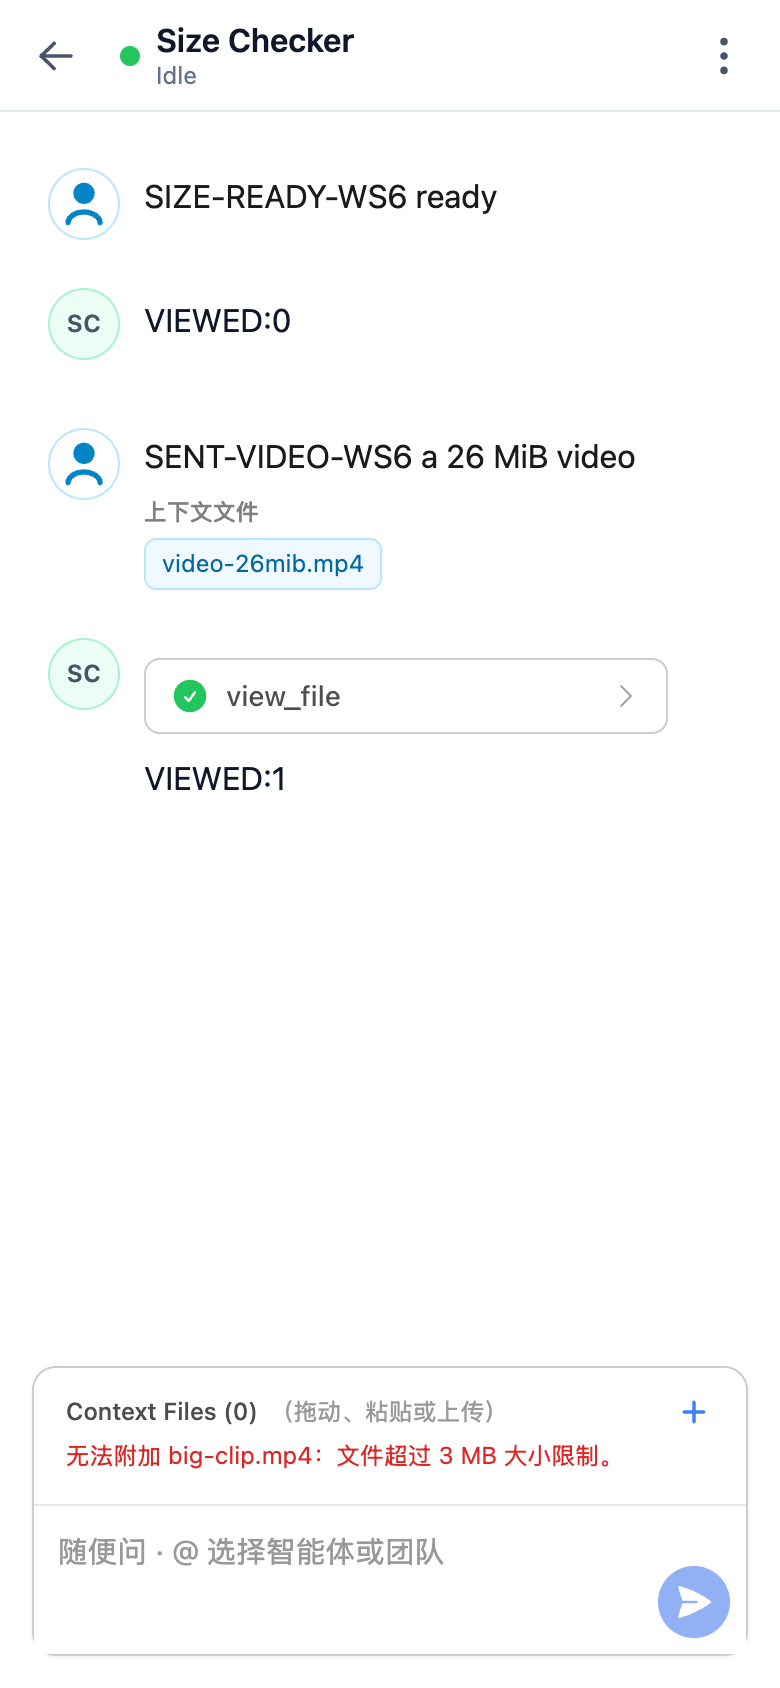 Size Checker
Idle
SIZE-READY-WS6 ready
SC
VIEWED:0
SENT-VIDEO-WS6 a 26 MiB video
上下文文件
video-26mib.mp4
SC
view_file
VIEWED:1
Context Files (0) （拖动、粘贴或上传）
无法附加 big-clip.mp4：文件超过 3 MB 大小限制。
随便问 · @ 选择智能体或团队